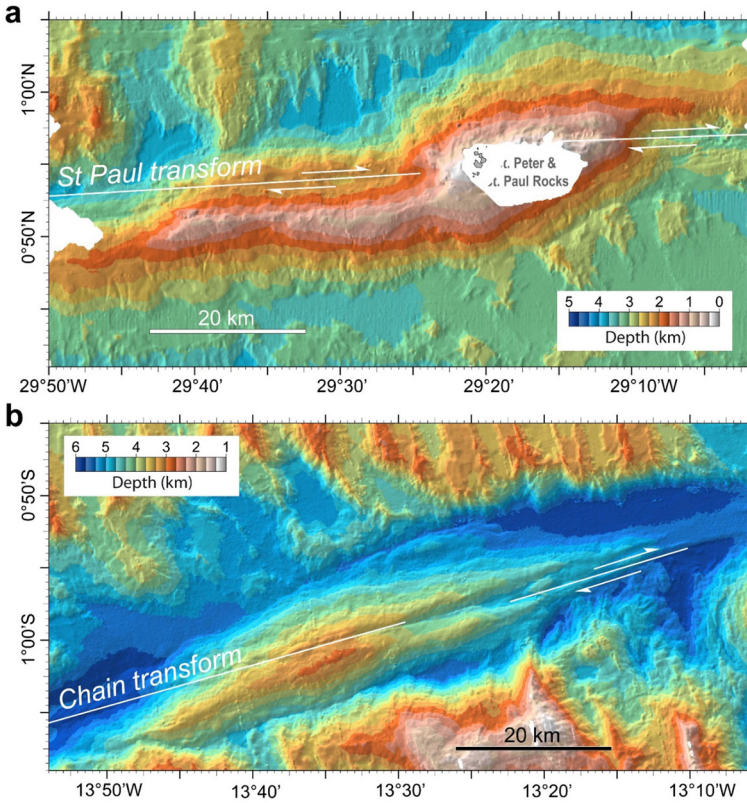 a
1°00'N
0°50'N
St Paul transform
St. Peter &
St. Paul Rocks
20 km
5 4 3 2 1 0
Depth (km)
29°50' 29°40' 29°30' 29°20' 29°10'
b
6 5 4 3 2 1
Depth (km)
0°50'S
1°00'S
Chain transform
20 km
13°50' 13°40' 13°30' 13°20' 13°10'